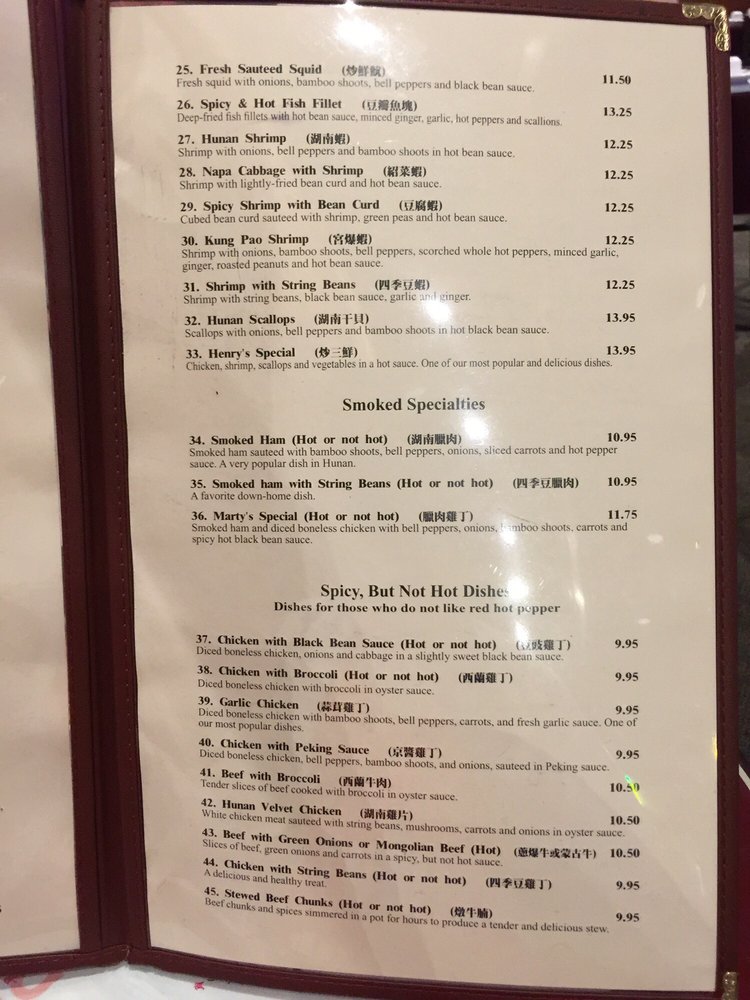 25. Fresh Sauteed Squid (炒鮮魷) 11.50
Fresh squid with onions, bamboo shoots, bell peppers and black bean sauce.
26. Spicy & Hot Fish Fillet (豆瓣魚塊) 13.25
Deep-fried fish fillets with hot bean sauce, minced ginger, garlic, hot peppers and scallions.
27. Hunan Shrimp (湖南蝦) 12.25
Shrimp with onions, bell peppers and bamboo shoots in hot bean sauce.
28. Napa Cabbage with Shrimp (紹菜蝦) 12.25
Shrimp with lightly-fried bean curd and hot bean sauce.
29. Spicy Shrimp with Bean Curd (豆腐蝦) 12.25
Cubed bean curd sauteed with shrimp, green peas and hot bean sauce.
30. Kung Pao Shrimp (宮爆蝦) 12.25
Shrimp with onions, bamboo shoots, bell peppers, scorched whole hot peppers, minced garlic,
ginger, roasted peanuts and hot bean sauce.
31. Shrimp with String Beans (四季豆蝦) 12.25
Shrimp with string beans, black bean sauce, garlic and ginger.
32. Hunan Scallops (湖南干貝) 13.95
Scallops with onions, bell peppers and bamboo shoots in hot black bean sauce.
33. Henry's Special (炒三鮮) 13.95
Chicken, shrimp, scallops and vegetables in a hot sauce. One of our most popular and delicious dishes.
Smoked Specialties
34. Smoked Ham (Hot or not hot) (湖南臘肉) 10.95
Smoked ham sauteed with bamboo shoots, bell peppers, onions, sliced carrots and hot pepper
sauce. A very popular dish in Hunan.
35. Smoked ham with String Beans (Hot or not hot) (四季豆臘肉) 10.95
A favorite down-home dish.
36. Marty's Special (Hot or not hot) (臘肉雞丁) 11.75
Smoked ham and diced boneless chicken with bell peppers, onions, bamboo shoots, carrots and
spicy hot black bean sauce.
Spicy, But Not Hot Dishes
Dishes for those who do not like red hot pepper
37. Chicken with Black Bean Sauce (Hot or not hot) (豆豉雞丁) 9.95
Diced boneless chicken, onions and cabbage in a slightly sweet black bean sauce.
38. Chicken with Broccoli (Hot or not hot) (西蘭雞丁) 9.95
Diced boneless chicken with broccoli in oyster sauce.
39. Garlic Chicken (蒜茸雞丁) 9.95
Diced boneless chicken with bamboo shoots, bell peppers, carrots, and fresh garlic sauce. One of
our most popular dishes.
40. Chicken with Peking Sauce (京醬雞丁) 9.95
Diced boneless chicken, bell peppers, bamboo shoots, and onions, sauteed in Peking sauce.
41. Beef with Broccoli (西蘭牛肉) 10.50
Tender slices of beef cooked with broccoli in oyster sauce.
42. Hunan Velvet Chicken (湖南雞片) 10.50
White chicken meat sauteed with string beans, mushrooms, carrots and onions in oyster sauce.
43. Beef with Green Onions or Mongolian Beef (Hot) (蔥爆牛或蒙古牛) 10.50
Slices of beef, green onions and carrots in a spicy, but not hot sauce.
44. Chicken with String Beans (Hot or not hot) (四季豆雞丁) 9.95
A delicious and healthy treat.
45. Stewed Beef Chunks (Hot or not hot) (燉牛腩) 9.95
Beef chunks and spices simmered in a pot for hours to produce a tender and delicious stew.